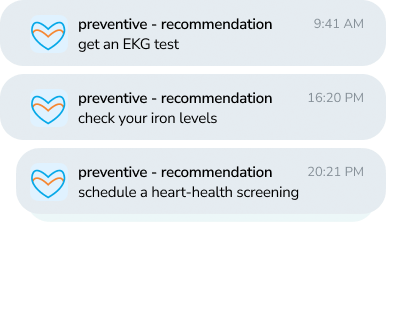 preventive - recommendation 9:41 AM
get an EKG test
preventive - recommendation 16:20 PM
check your iron levels
preventive - recommendation 20:21 PM
schedule a heart-health screening